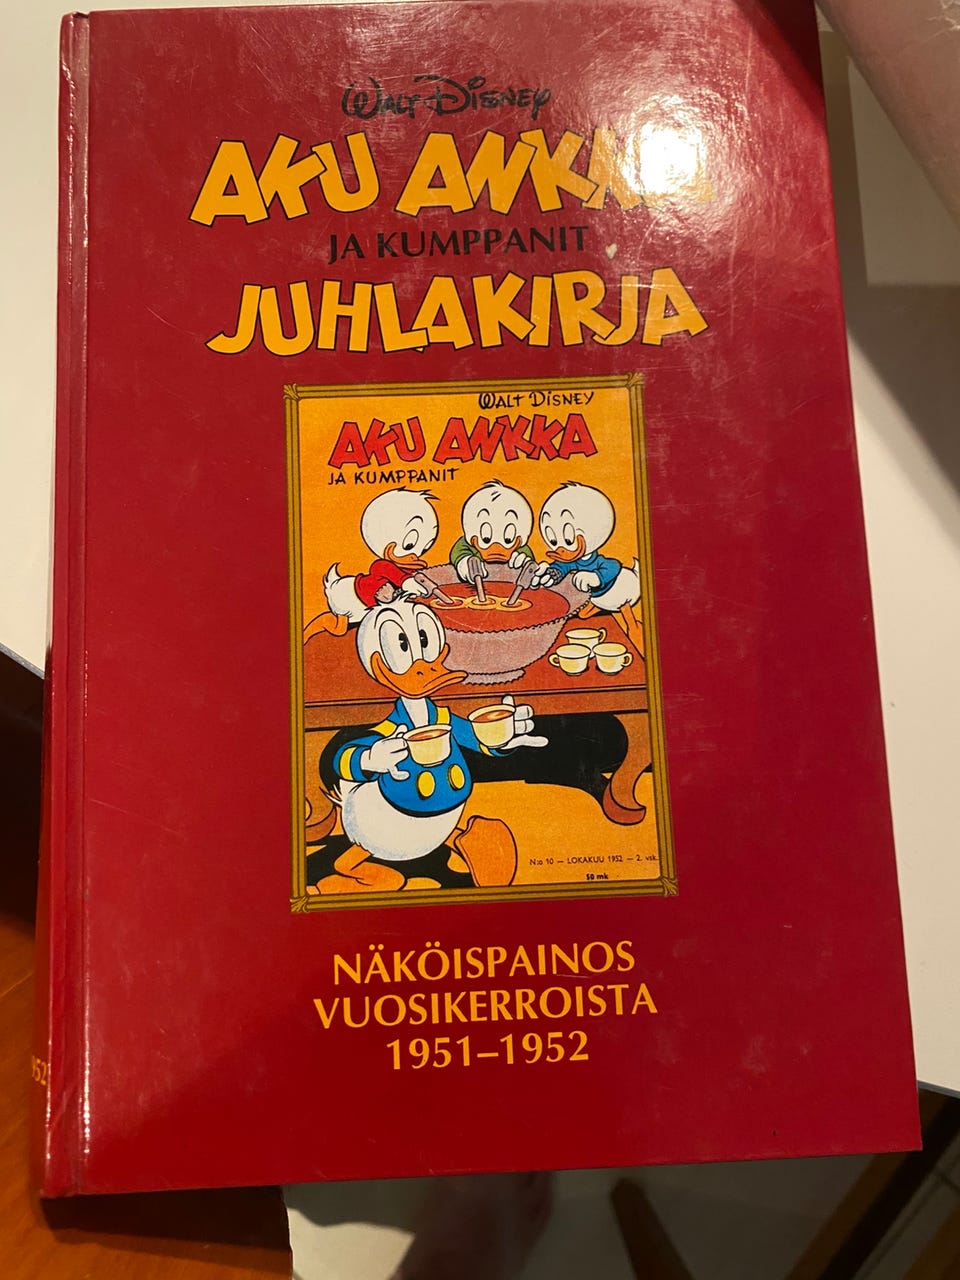 WALT DISNEY
AKU ANKKA
JA KUMPPANIT
JUHLAKIRJA
WALT DISNEY
AKU ANKKA
JA KUMPPANIT
N:o 10 — LOKAKUU 1952 — 2. vsk.
50 mk
NÄKÖISPAINOS
VUOSIKERROISTA
1951–1952